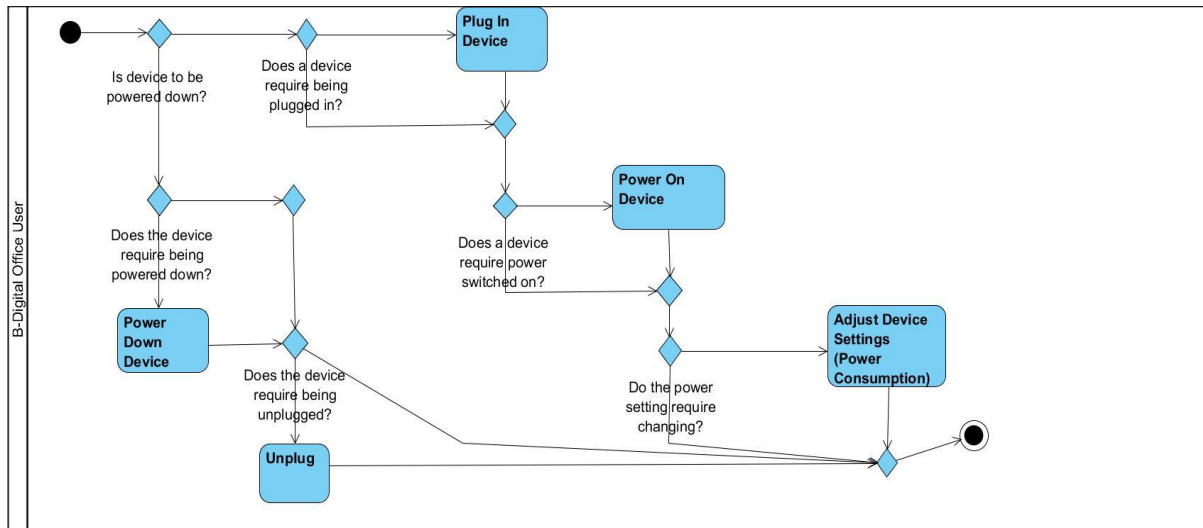 B-Digital Office User
Is device to be
powered down?
Does a device
require being
plugged in?
Plug In
Device
Does the device
require being
powered down?
Power
Down
Device
Does the device
require being
unplugged?
Unplug
Does a device
require power
switched on?
Power On
Device
Do the power
setting require
changing?
Adjust Device
Settings
(Power
Consumption)